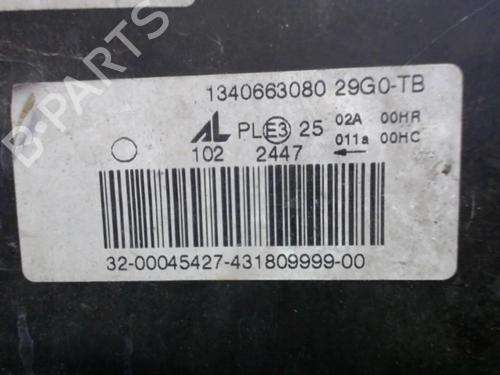 1340663080 29G0-TB
AL PL E3 25 02A 00HR
011a 00HC
102 2447
32-00045427-431809999-00
B-PARTS